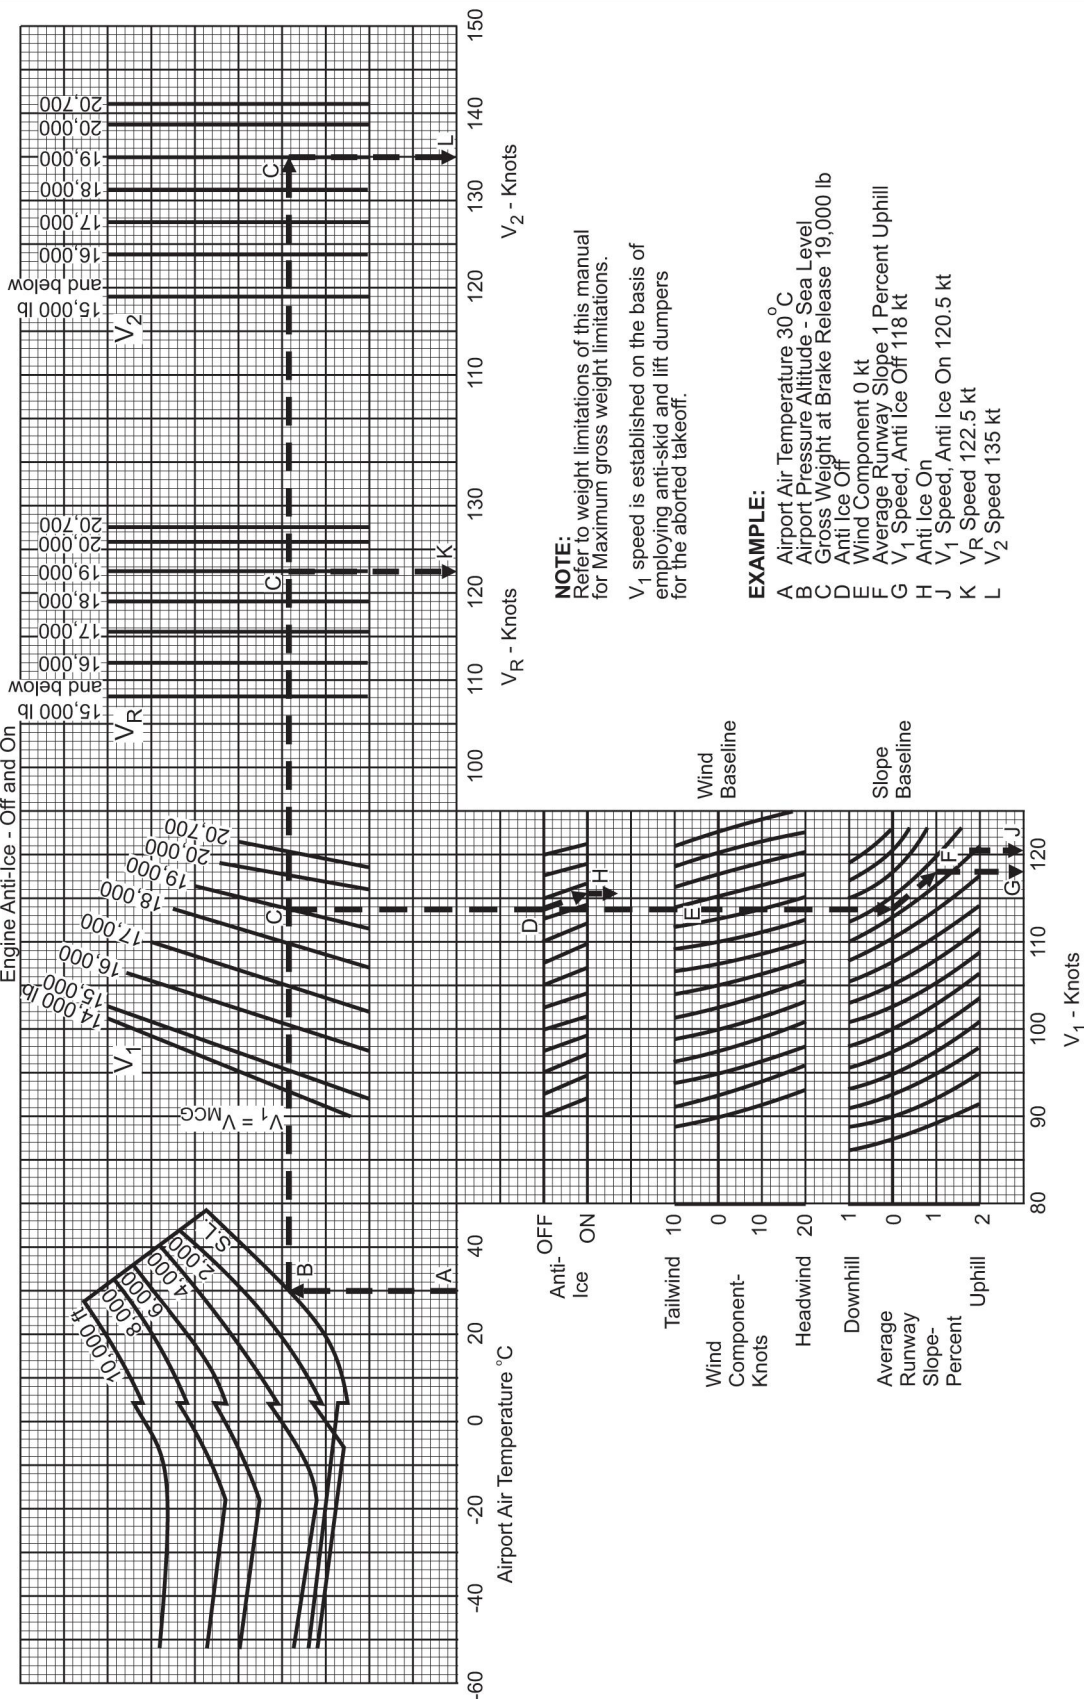 Engine Anti-Ice - Off and On
10,000 ft
8,000
6,000
4,000
2,000
S.L.
A
B
-60
-40
-20
0
20
40
Airport Air Temperature °C
V1
14,000 lb
15,000
16,000
17,000
18,000
19,000
20,000
20,700
V1 = VMCG
C
VR
15,000 lb
and below
16,000
17,000
18,000
19,000
20,000
20,700
C
K
100
110
120
130
VR - Knots
V2
15,000 lb
and below
16,000
17,000
18,000
19,000
20,000
20,700
C
L
110
120
130
140
150
V2 - Knots
Anti-
Ice
OFF
ON
D
H
Tailwind
10
0
10
20
Headwind
Wind
Component-
Knots
E
Wind
Baseline
Downhill
1
0
1
2
Uphill
Average
Runway
Slope-
Percent
F
G
J
Slope
Baseline
80
90
100
110
120
V1 - Knots
NOTE:
Refer to weight limitations of this manual
for Maximum gross weight limitations.
V1 speed is established on the basis of
employing anti-skid and lift dumpers
for the aborted takeoff.
EXAMPLE:
A Airport Air Temperature 30°C
B Airport Pressure Altitude - Sea Level
C Gross Weight at Brake Release 19,000 lb
D Anti Ice Off
E Wind Component 0 kt
F Average Runway Slope 1 Percent Uphill
G V1 Speed, Anti Ice Off 118 kt
H Anti Ice On
J V1 Speed, Anti Ice On 120.5 kt
K VR Speed 122.5 kt
L V2 Speed 135 kt